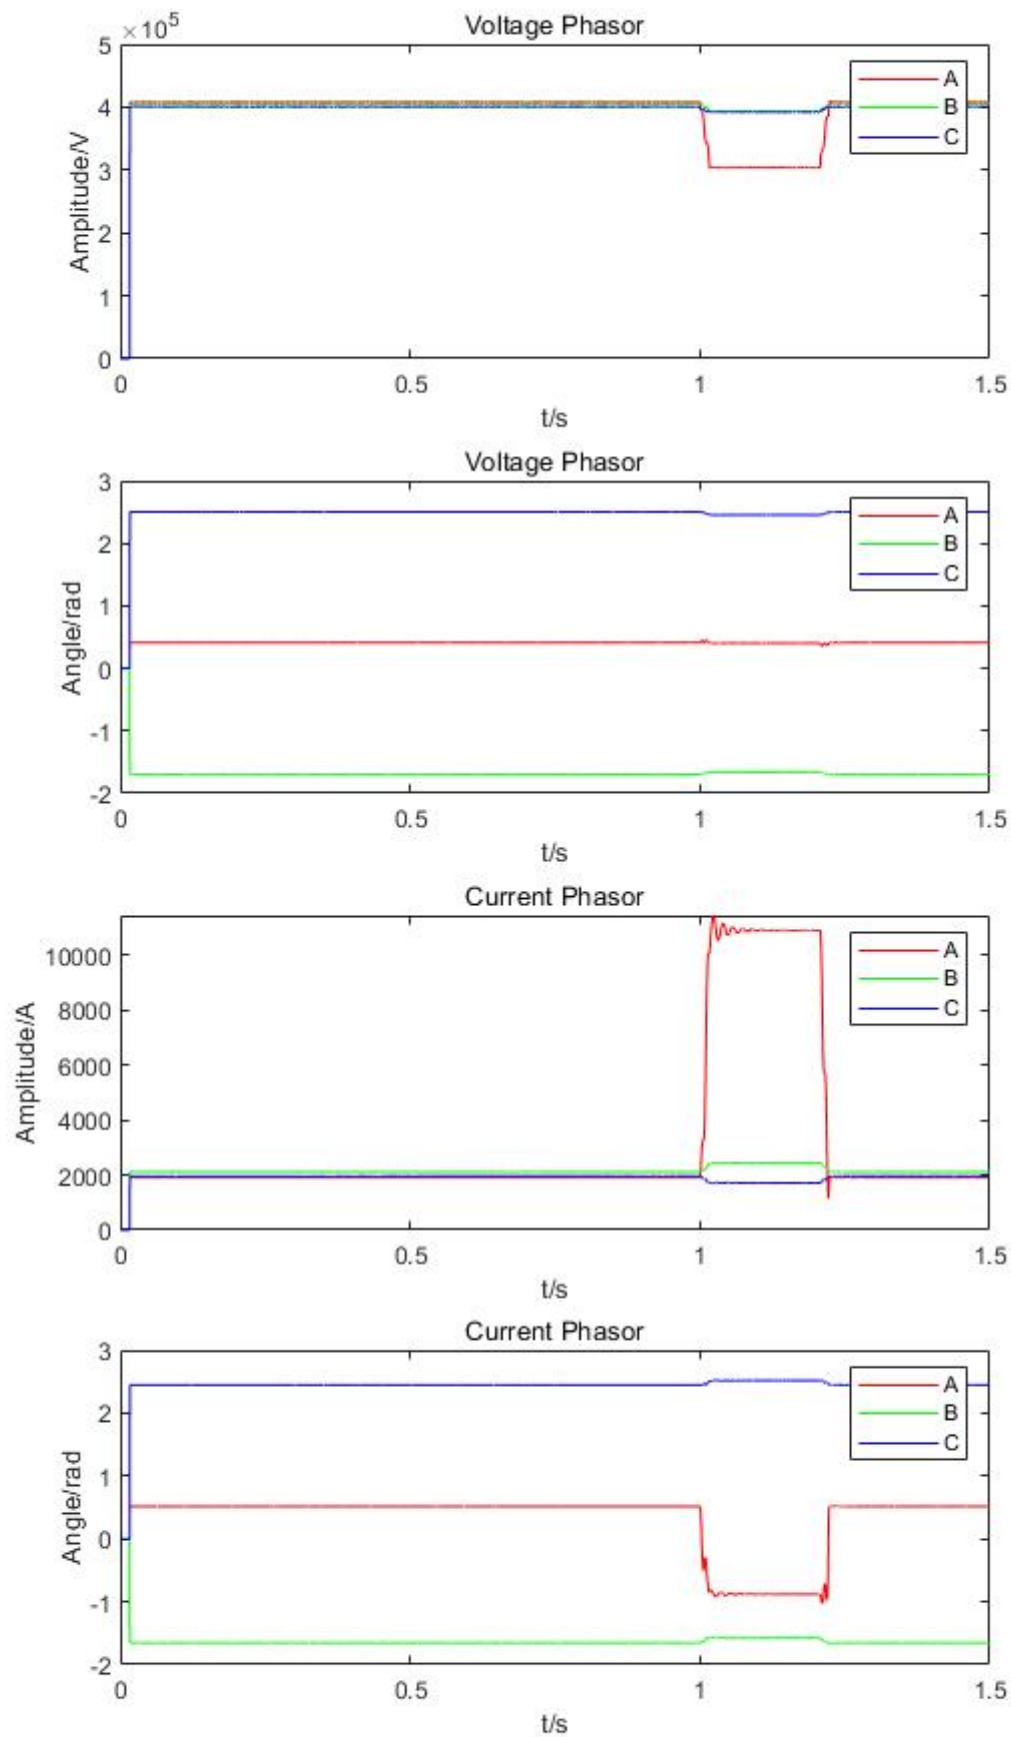 Voltage Phasor
×10^5
5
4
3
2
1
0
Amplitude/V
A
B
C
0 0.5 1 1.5
t/s
Voltage Phasor
3
2
1
0
-1
-2
Angle/rad
A
B
C
0 0.5 1 1.5
t/s
Current Phasor
10000
8000
6000
4000
2000
0
Amplitude/A
A
B
C
0 0.5 1 1.5
t/s
Current Phasor
3
2
1
0
-1
-2
Angle/rad
A
B
C
0 0.5 1 1.5
t/s